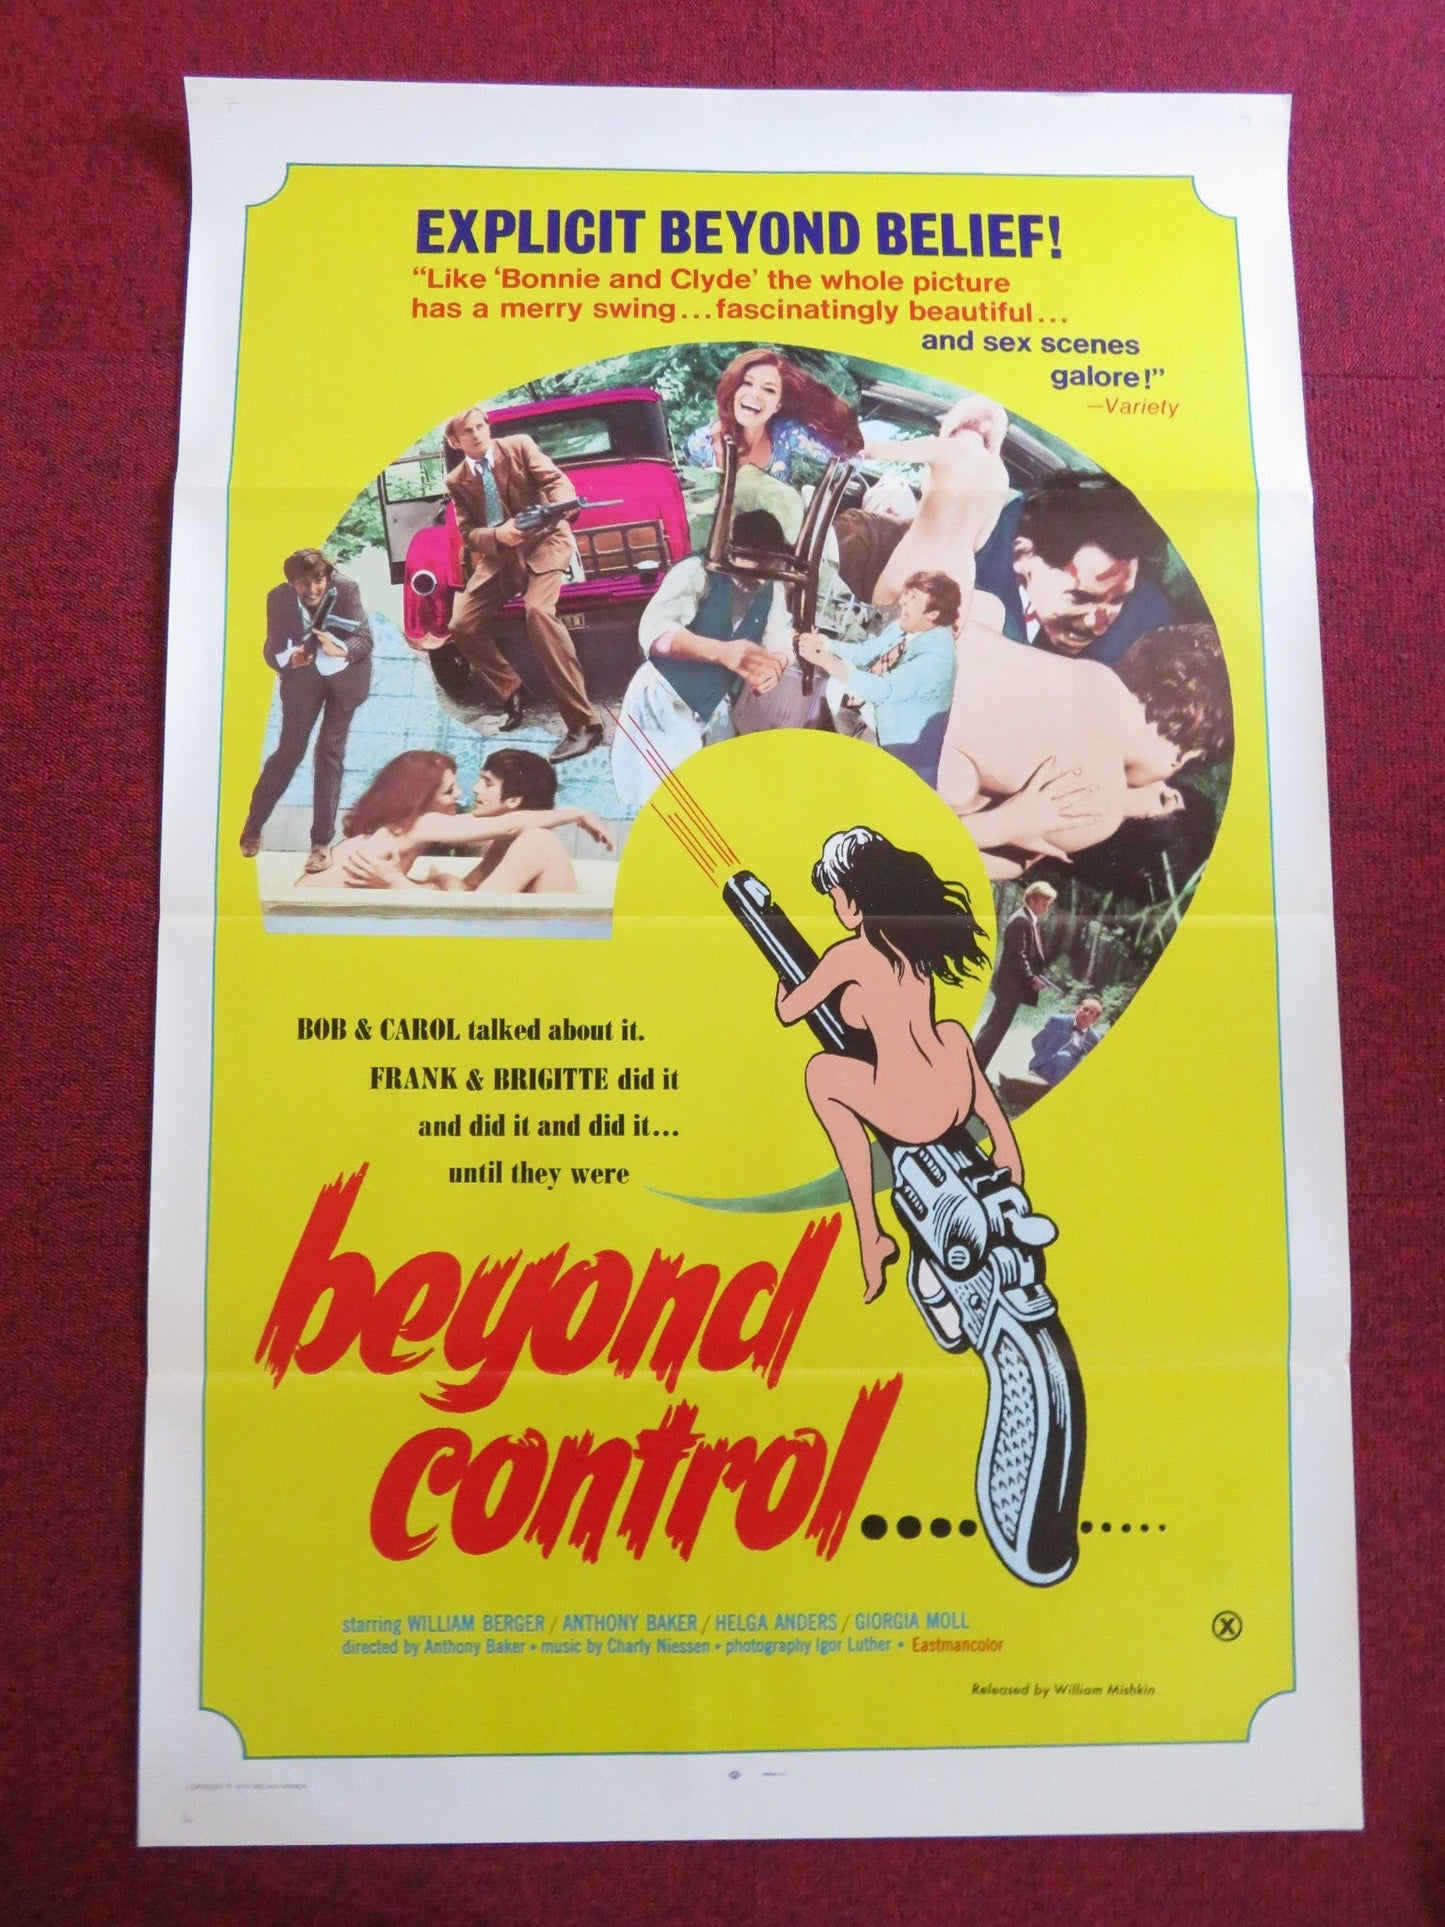 EXPLICIT BEYOND BELIEF!
“Like ‘Bonnie and Clyde’ the whole picture
has a merry swing...fascinatingly beautiful...
and sex scenes
galore!”
—Variety
BOB & CAROL talked about it.
FRANK & BRIGITTE did it
and did it and did it...
until they were
beyond
control.........
starring WILLIAM BERGER / ANTHONY BAKER / HELGA ANDERS / GIORGIA MOLL
directed by Anthony Baker • music by Charly Niessen • photography Igor Luther • Eastmancolor
X
Released by William Mishkin